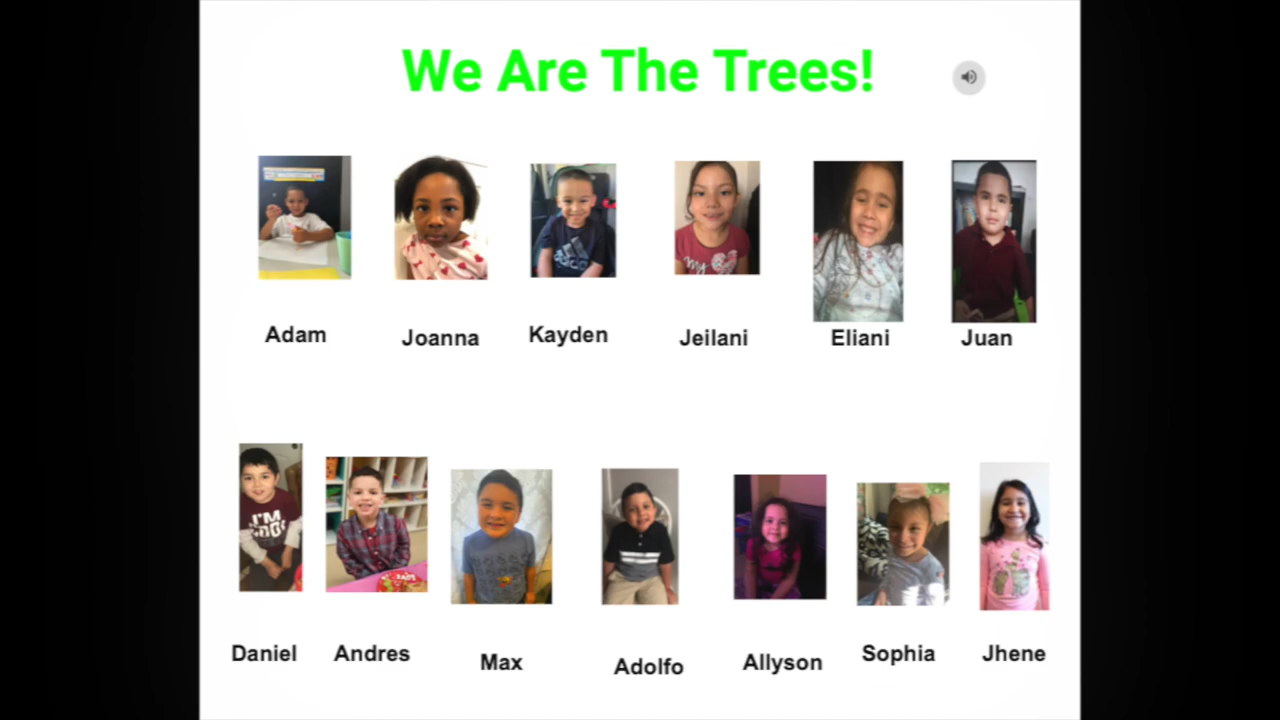 We Are The Trees!
Adam Joanna Kayden Jeilani Eliani Juan
Daniel Andres Max Adolfo Allyson Sophia Jhene